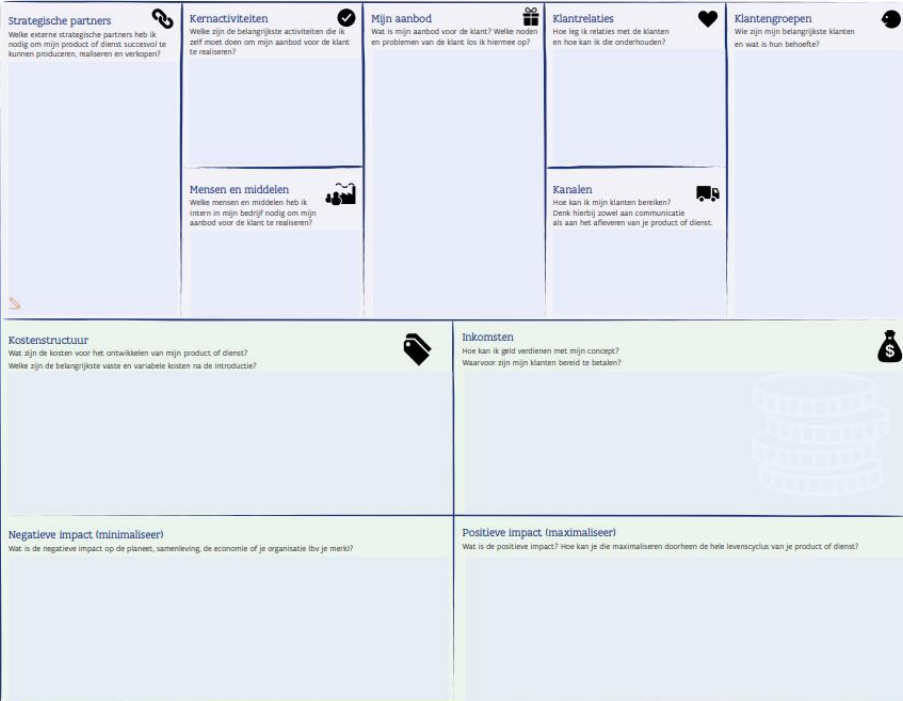 Strategische partners
Welke externe strategische partners heb ik
nodig om mijn product of dienst succesvol te
kunnen produceren, realiseren en verkopen?
Kernactiviteiten
Welke zijn de belangrijkste activiteiten die ik
zelf moet doen om mijn aanbod voor de klant
te realiseren?
Mensen en middelen
Welke mensen en middelen heb ik
intern in mijn bedrijf nodig om mijn
aanbod voor de klant te realiseren?
Mijn aanbod
Wat is mijn aanbod voor de klant? Welke noden
en problemen van de klant los ik hiermee op?
Klantrelaties
Hoe leg ik relaties met de klanten
en hoe kan ik die onderhouden?
Kanalen
Hoe kan ik mijn klanten bereiken?
Denk hierbij zowel aan communicatie
als aan het afleveren van je product of dienst.
Klantengroepen
Wie zijn mijn belangrijkste klanten
en wat is hun behoefte?
Kostenstructuur
Wat zijn de kosten voor het ontwikkelen van mijn product of dienst?
Welke zijn de belangrijkste vaste en variabele kosten na de introductie?
Inkomsten
Hoe kan ik geld verdienen met mijn concept?
Waarvoor zijn mijn klanten bereid te betalen?
$
Negatieve impact (minimaliseer)
Wat is de negatieve impact op de planeet, samenleving, de economie of je organisatie (bv je merk)?
Positieve impact (maximaliseer)
Wat is de positieve impact? Hoe kan je die maximaliseren doorheen de hele levenscyclus van je product of dienst?